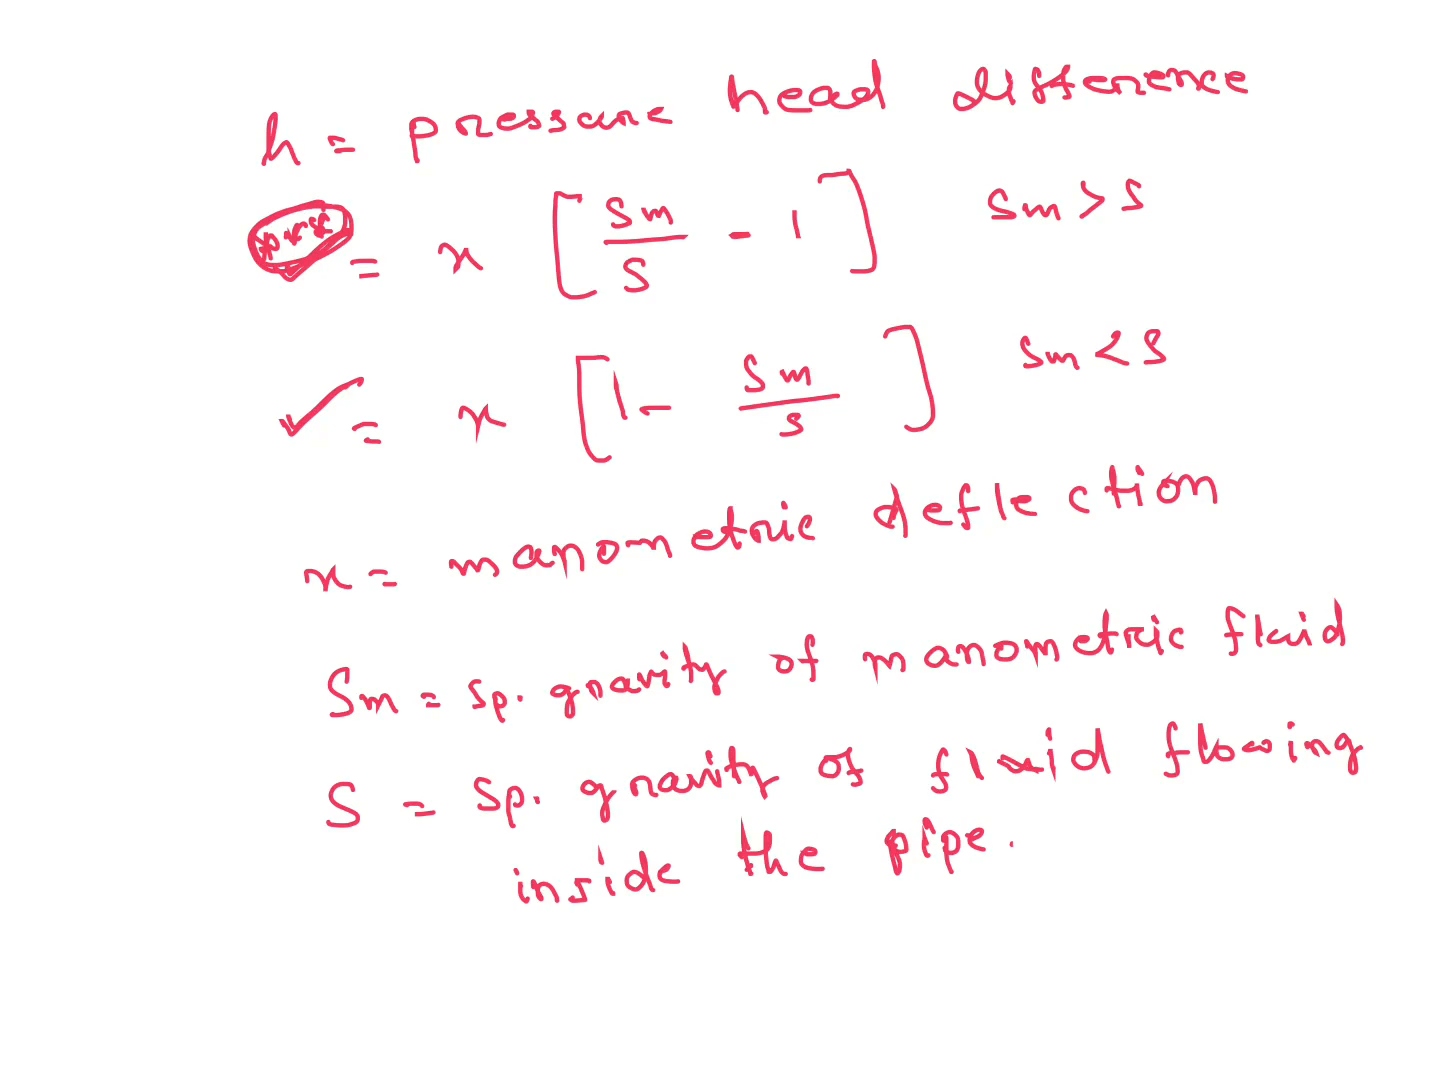 h = pressure head difference
= x [ Sm / S - 1 ] Sm > S
= x [ 1 - Sm / S ] Sm < S
x = manometric deflection
Sm = sp. gravity of manometric fluid
S = sp. gravity of fluid flowing
inside the pipe.